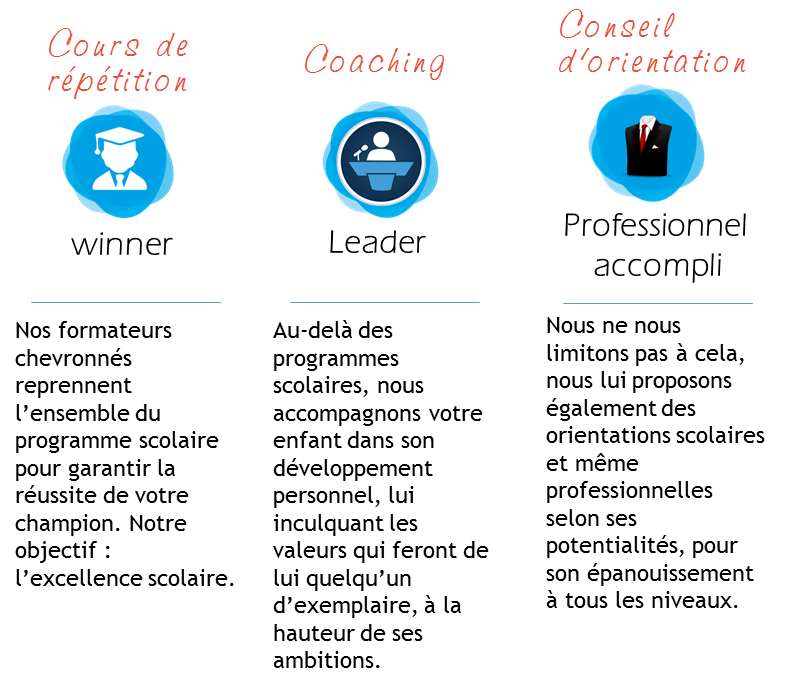 Cours de
répétition
winner
Nos formateurs
chevronnés
reprennent
l’ensemble du
programme scolaire
pour garantir la
réussite de votre
champion. Notre
objectif :
l’excellence scolaire.
Coaching
Leader
Au-delà des
programmes
scolaires, nous
accompagnons votre
enfant dans son
développement
personnel, lui
inculquant les
valeurs qui feront de
lui quelqu’un
d’exemplaire, à la
hauteur de ses
ambitions.
Conseil
d'orientation
Professionnel
accompli
Nous ne nous
limitons pas à cela,
nous lui proposons
également des
orientations scolaires
et même
professionnelles
selon ses
potentialités, pour
son épanouissement
à tous les niveaux.